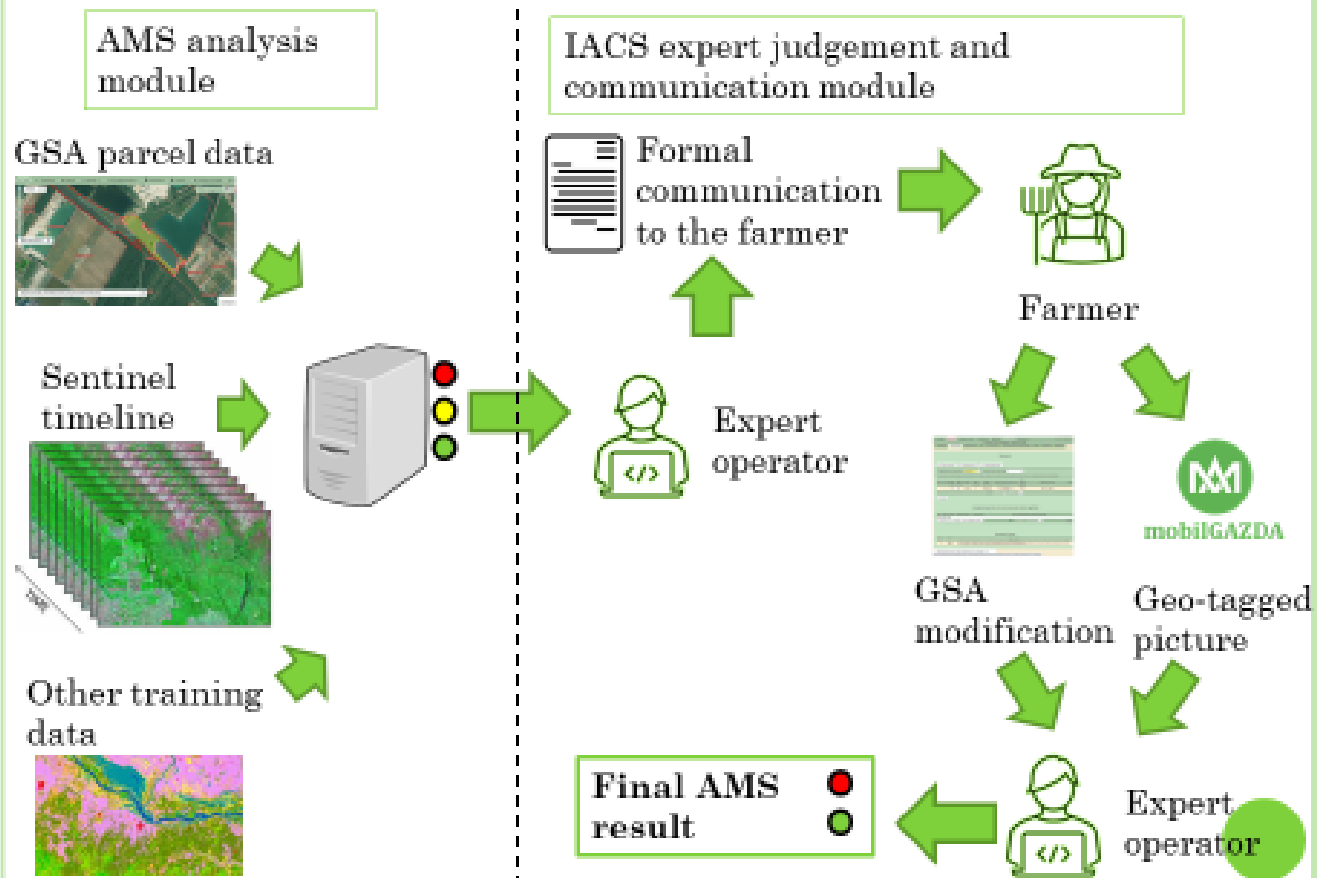 AMS analysis
module
IACS expert judgement and
communication module
GSA parcel data
Sentinel
timeline
Other training
data
Formal
communication
to the farmer
Farmer
Expert
operator
</>
mobilGAZDA
GSA
modification
Geo-tagged
picture
Final AMS
result
Expert
operator
</>